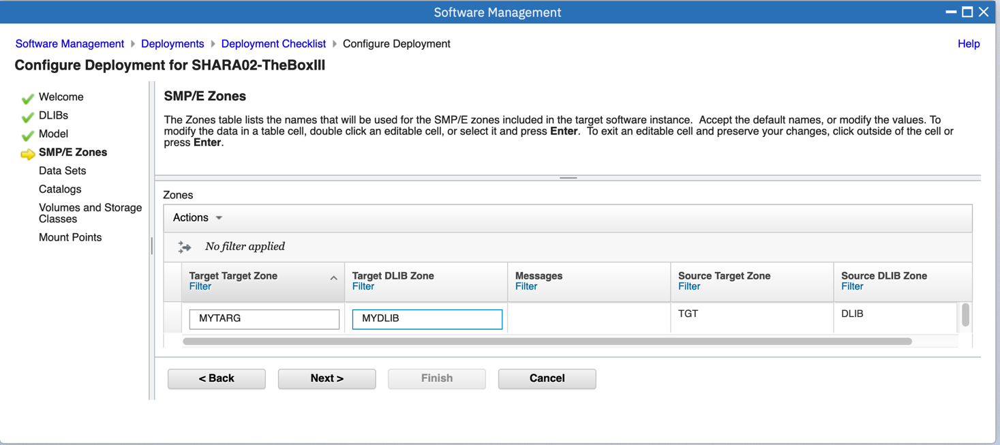 Software Management
Software Management Deployments Deployment Checklist Configure Deployment Help
Configure Deployment for SHARA02-TheBoxIII
Welcome
DLIBs
Model
SMP/E Zones
Data Sets
Catalogs
Volumes and Storage
Classes
Mount Points
SMP/E Zones
The Zones table lists the names that will be used for the SMP/E zones included in the target software instance. Accept the default names, or modify the values. To
modify the data in a table cell, double click an editable cell, or select it and press Enter. To exit an editable cell and preserve your changes, click outside of the cell or
press Enter.
Zones
Actions
No filter applied
Target Target Zone Target DLIB Zone Messages Source Target Zone Source DLIB Zone
Filter Filter Filter Filter Filter
MYTARG MYDLIB TGT DLIB
< Back Next > Finish Cancel